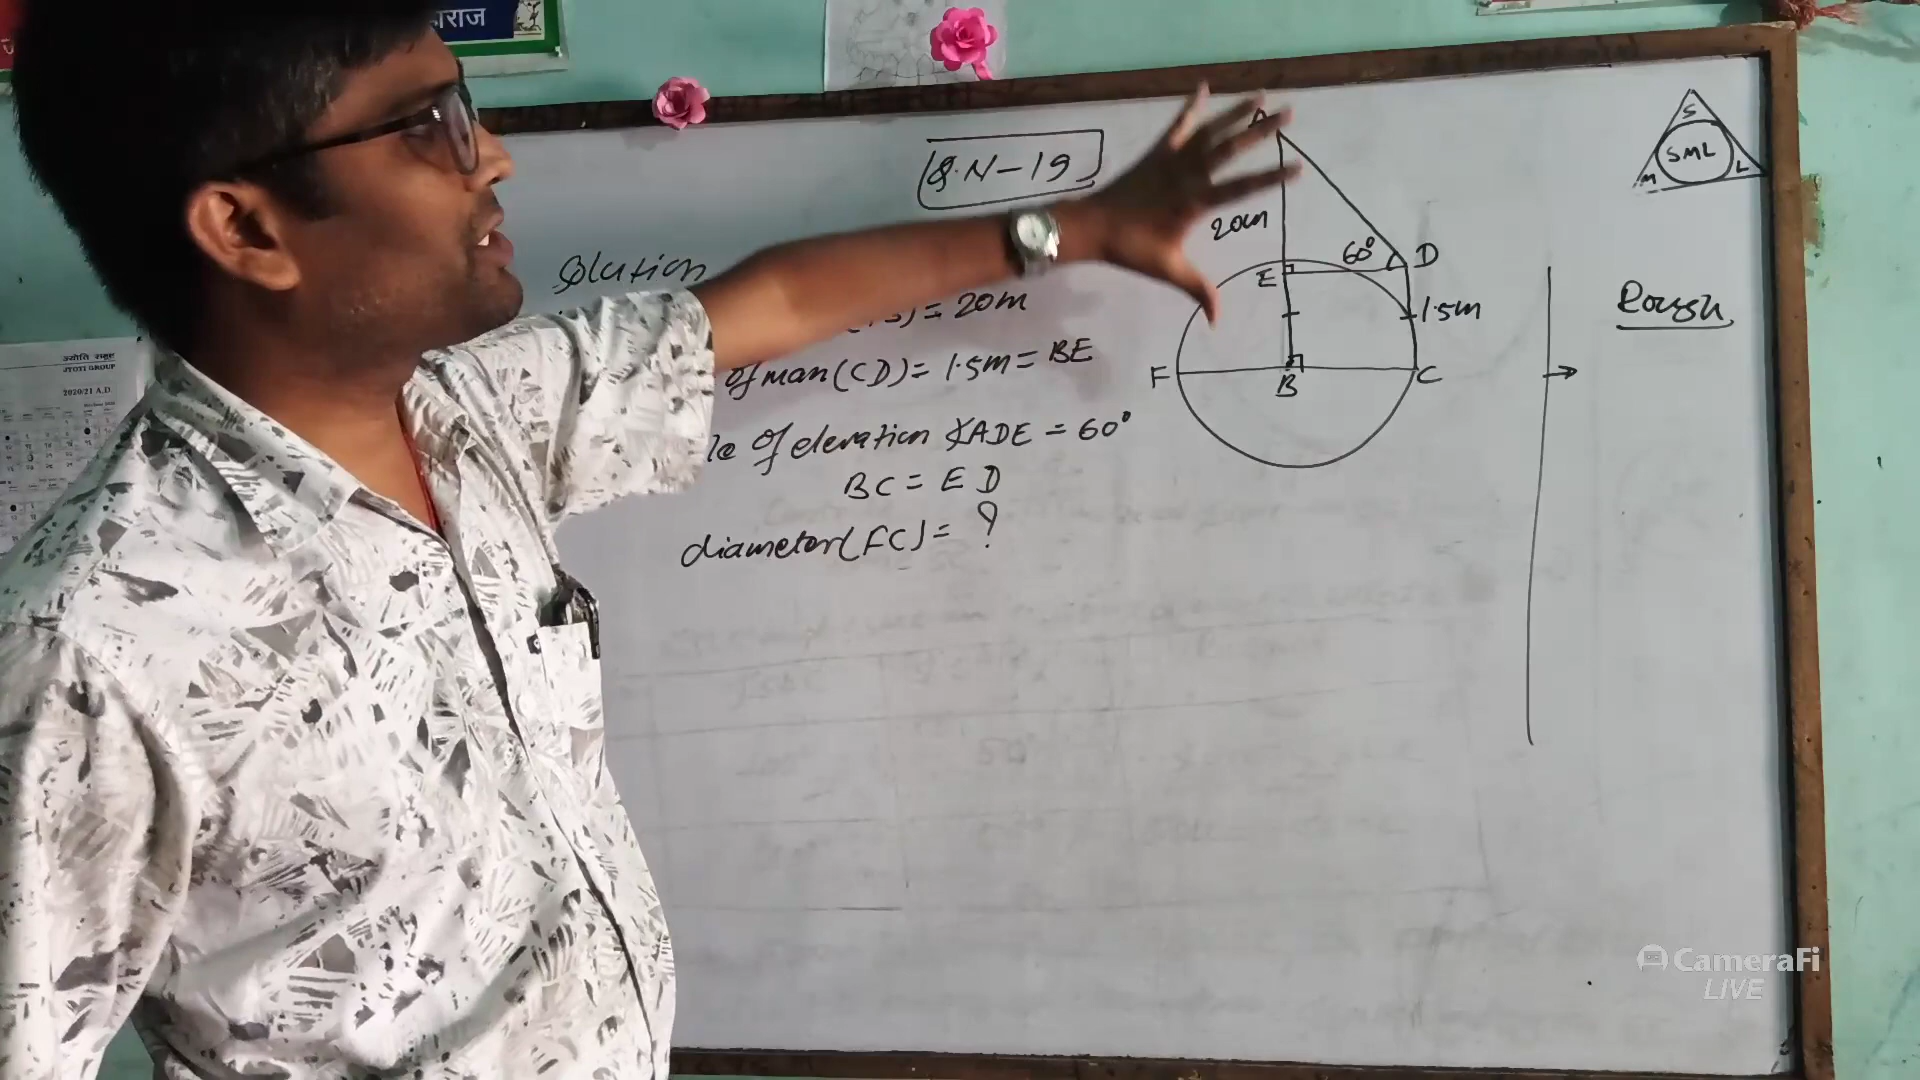 ाराज
ज्योति समूह
JYOTI GROUP
2020/21 A.D.
Q.N-19
Solution
= 20m
of man (CD) = 1.5m = BE
le of elevation ∠ADE = 60°
BC = ED
diameter (FC) = ?
A
20m
60°
D
E
1.5m
F
B
C
S
SML
M
L
Rough
CameraFi
LIVE